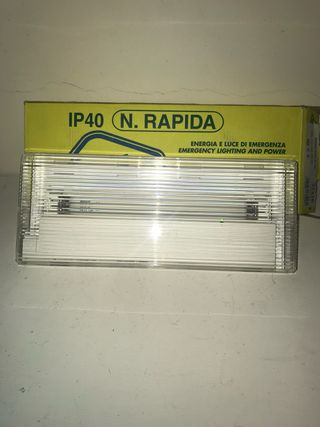 IP40 N. RAPIDA
ENERGIA E LUCE DI EMERGENZA
EMERGENCY LIGHTING AND POWER